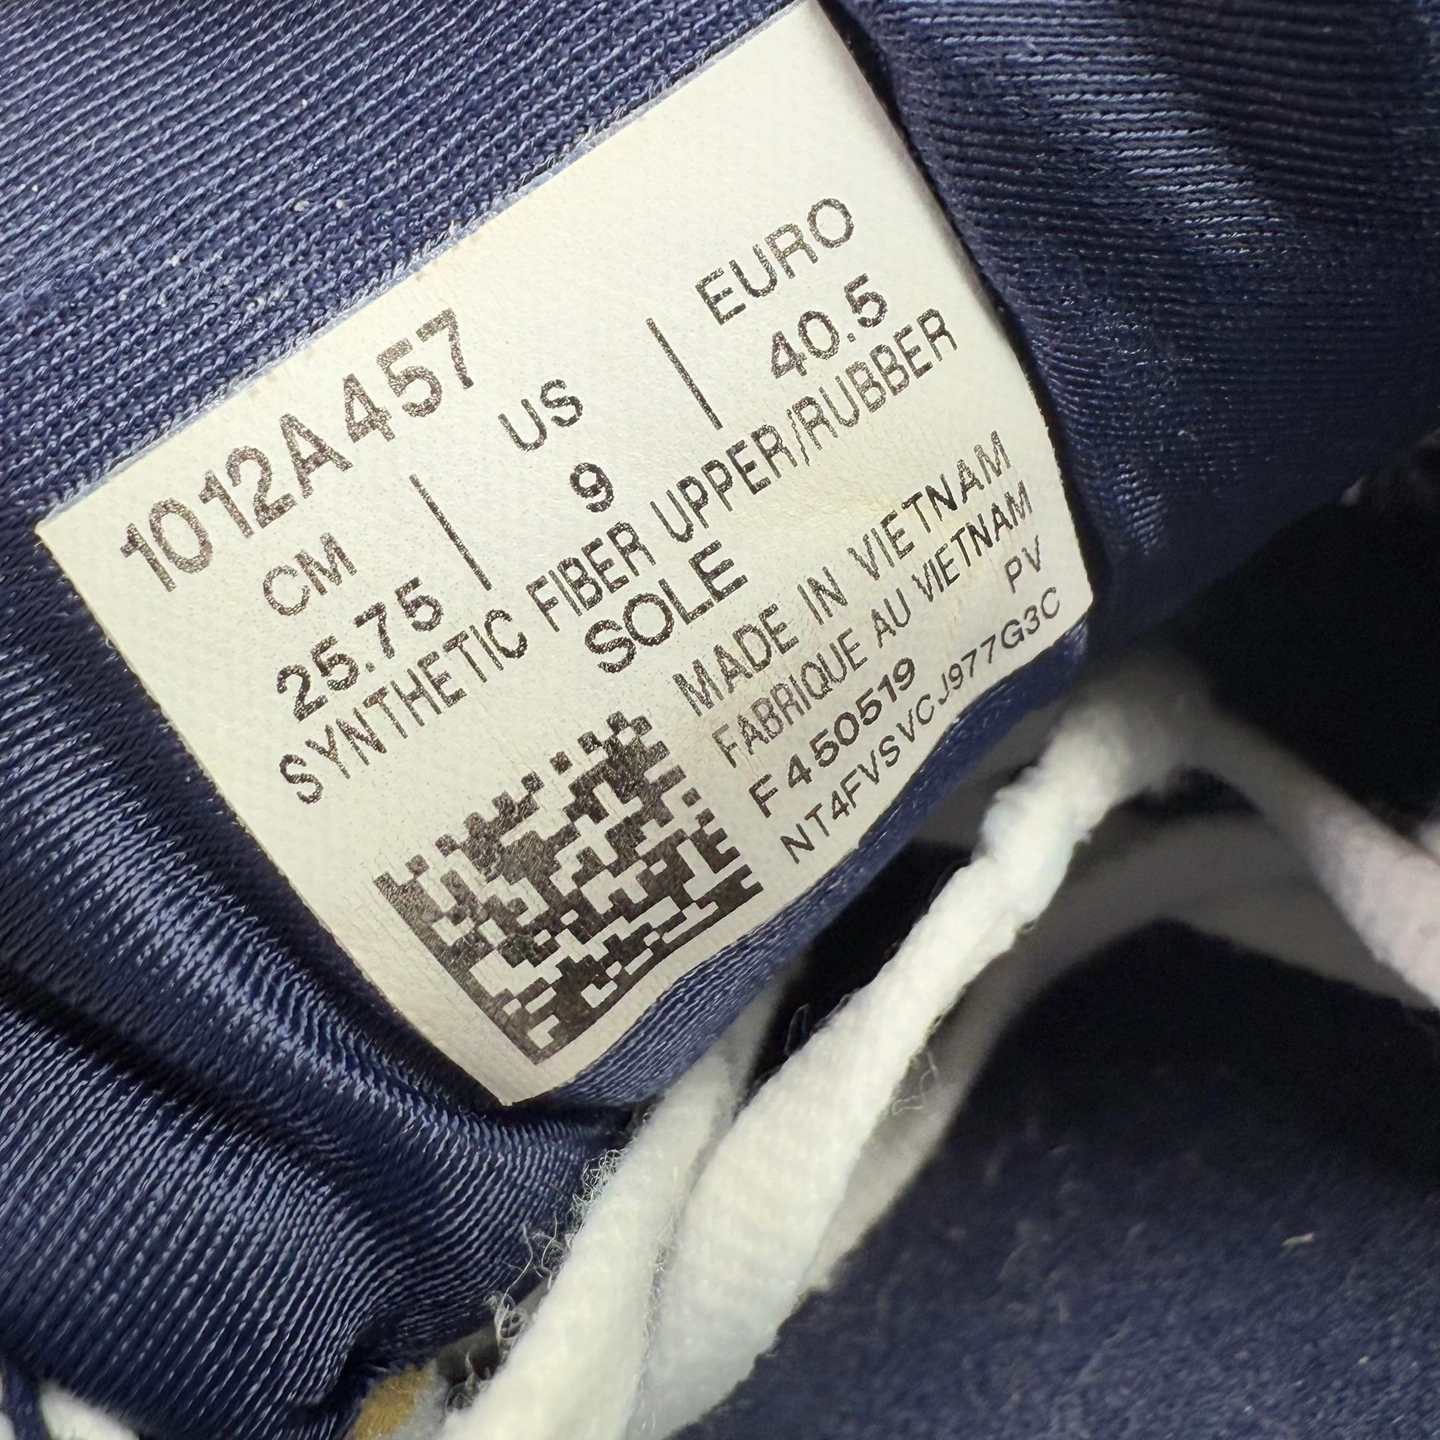 1012A457
CM | US | EURO
25.75 | 9 | 40.5
SYNTHETIC FIBER UPPER/RUBBER
SOLE
MADE IN VIETNAM
FABRIQUE AU VIETNAM
F450519 PV
NT4FVSVCJ977G3C